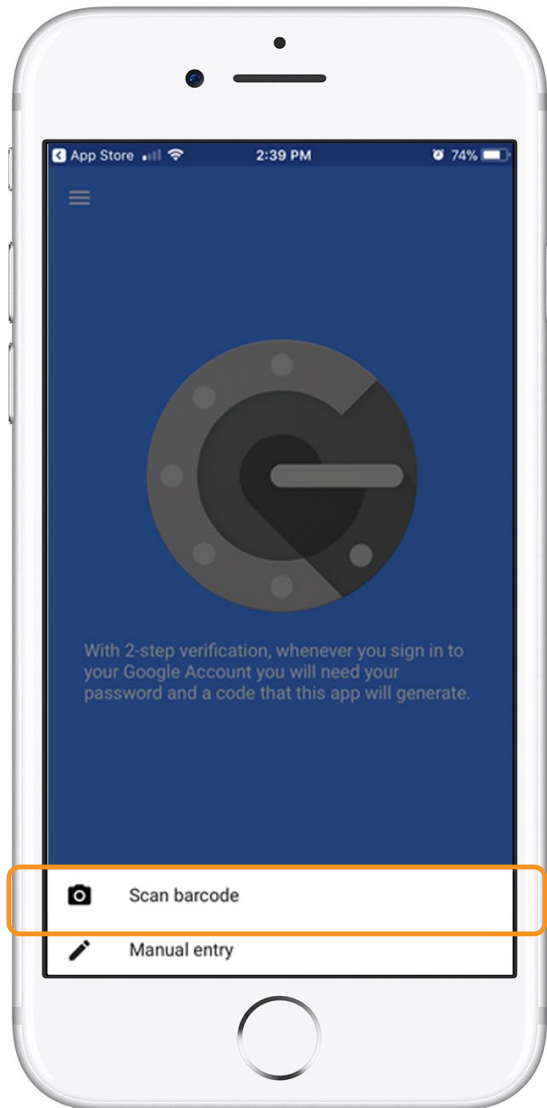 App Store 2:39 PM 74%
With 2-step verification, whenever you sign in to
your Google Account you will need your
password and a code that this app will generate.
Scan barcode
Manual entry